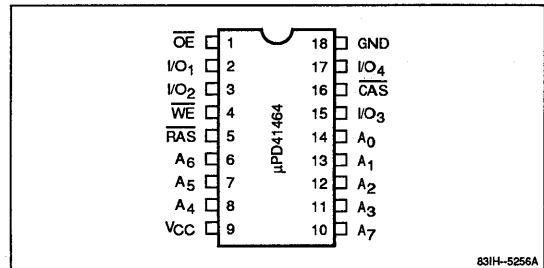 OE 1 18 GND
I/O1 2 17 I/O4
I/O2 3 16 CAS
WE 4 15 I/O3
RAS 5 14 A0
A6 6 13 A1
A5 7 12 A2
A4 8 11 A3
VCC 9 10 A7
μPD41464
83IH--5256A